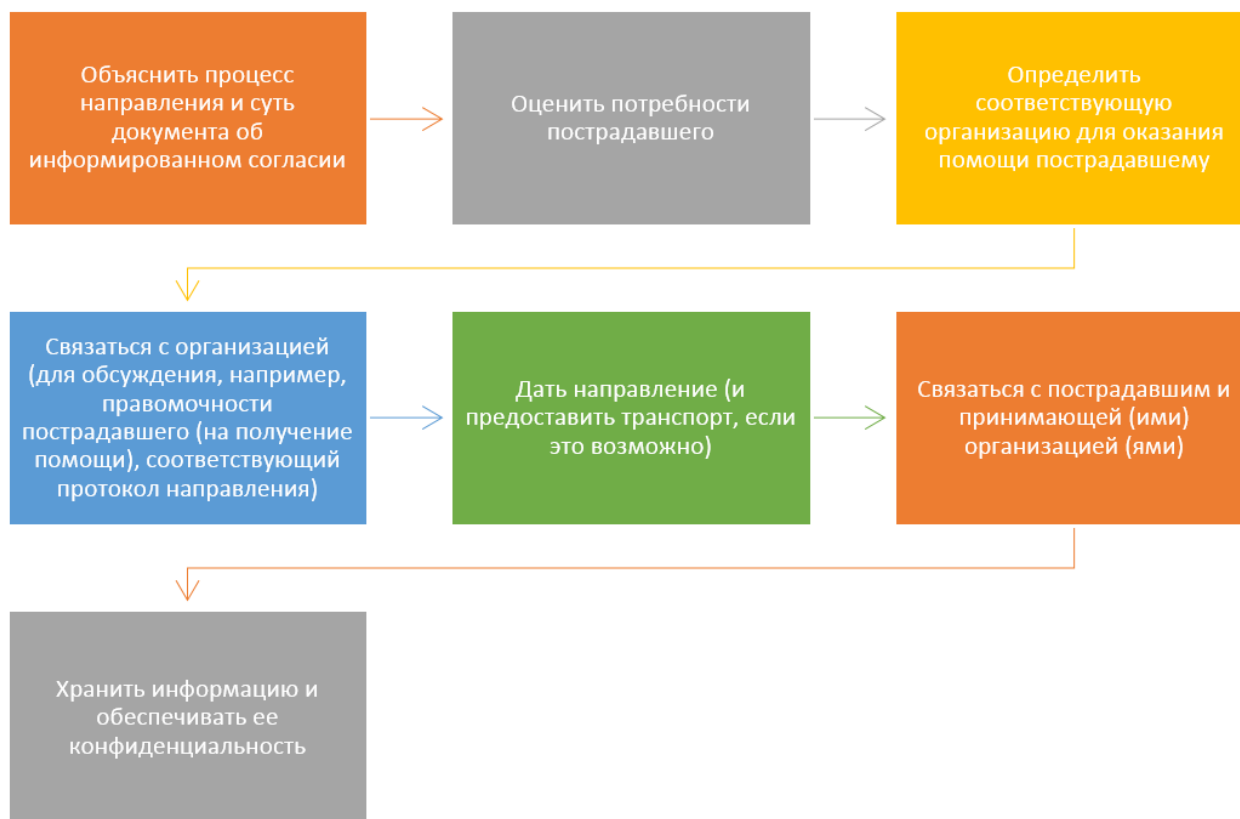 Объяснить процесс
направления и суть
документа об
информированном согласии
Оценить потребности
пострадавшего
Определить
соответствующую
организацию для оказания
помощи пострадавшему
Связаться с организацией
(для обсуждения, например,
правомочности
пострадавшего (на получение
помощи), соответствующий
протокол направления)
Дать направление (и
предоставить транспорт, если
это возможно)
Связаться с пострадавшим и
принимающей (ими)
организацией (ями)
Хранить информацию и
обеспечивать ее
конфиденциальность